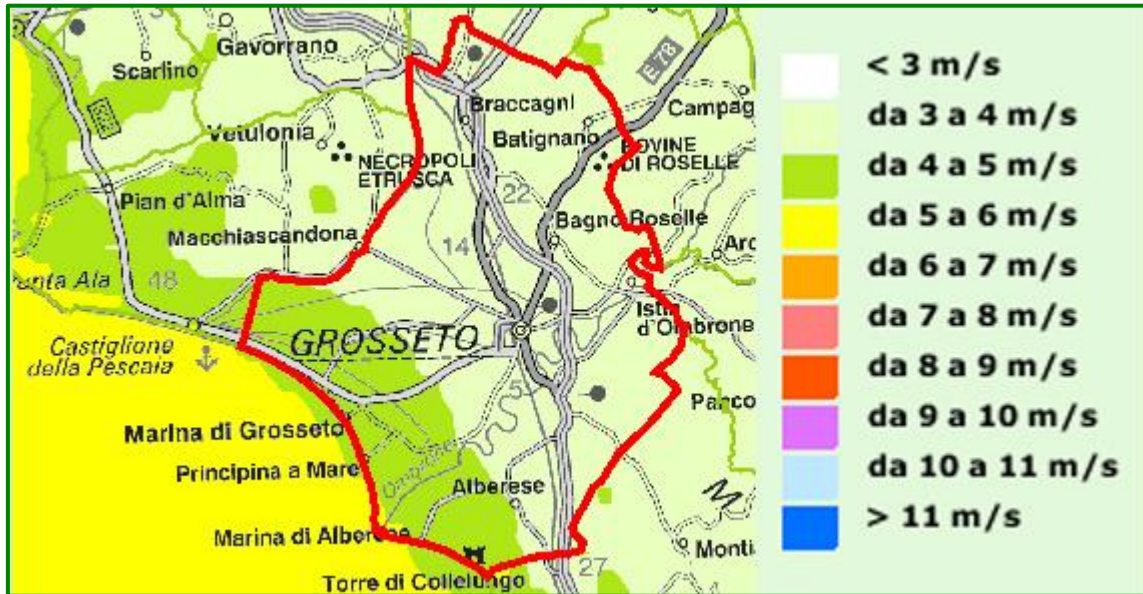 Gavorrano
Scarlino
E 78
Braccagni
Campag
Vetulonia
Batignano
NECROPOLI
ETRUSCA
ROVINE
DI ROSELLE
Pian d'Alma
22
Bagno Roselle
Macchiascandona
14
Arc
Punta Ala
48
Istia
d'Ombrone
GROSSETO
Castiglione
della Pescaia
51
Parco
Marina di Grosseto
Principina a Mare
Ombrone
Alberese
M
Marina di Alberese
Monti
27
Torre di Collelungo
< 3 m/s
da 3 a 4 m/s
da 4 a 5 m/s
da 5 a 6 m/s
da 6 a 7 m/s
da 7 a 8 m/s
da 8 a 9 m/s
da 9 a 10 m/s
da 10 a 11 m/s
> 11 m/s